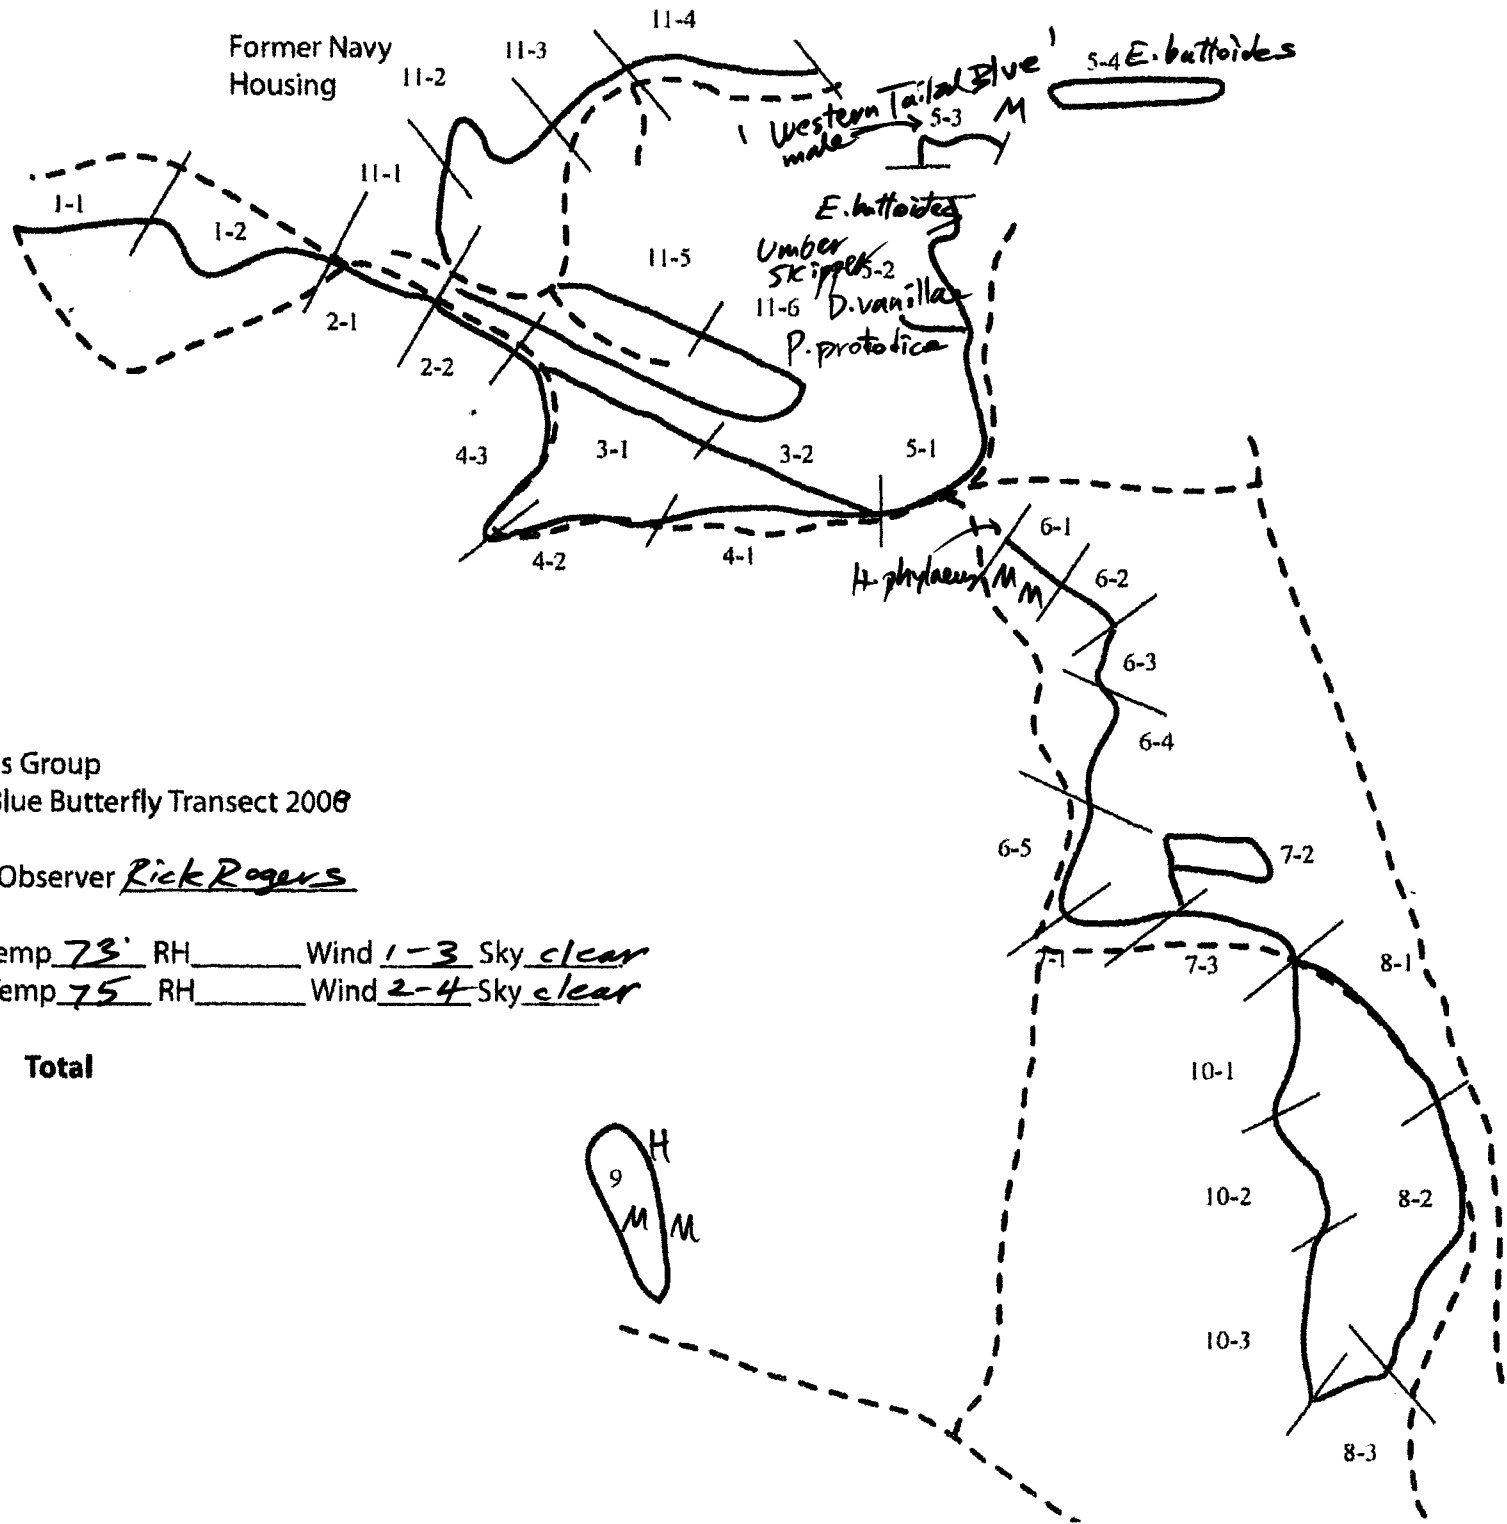 11-4
Former Navy
Housing
11-3
11-2
5-4 E. battoides
Western Tailed Blue
male
5-3
M
11-1
1-1
1-2
E. battoides
Umber
Skipper
5-2
11-5
11-6
D. vanillae
P. protodice
2-1
2-2
4-3
3-1
3-2
5-1
4-2
4-1
6-1
H. phylaeus
M
M
6-2
6-3
6-4
s Group
Blue Butterfly Transect 2008
6-5
7-2
Observer Rick Rogers
emp 73° RH Wind 1-3 Sky clear
Temp 75 RH Wind 2-4 Sky clear
7-1
7-3
8-1
Total
10-1
H
9
M
M
10-2
8-2
10-3
8-3